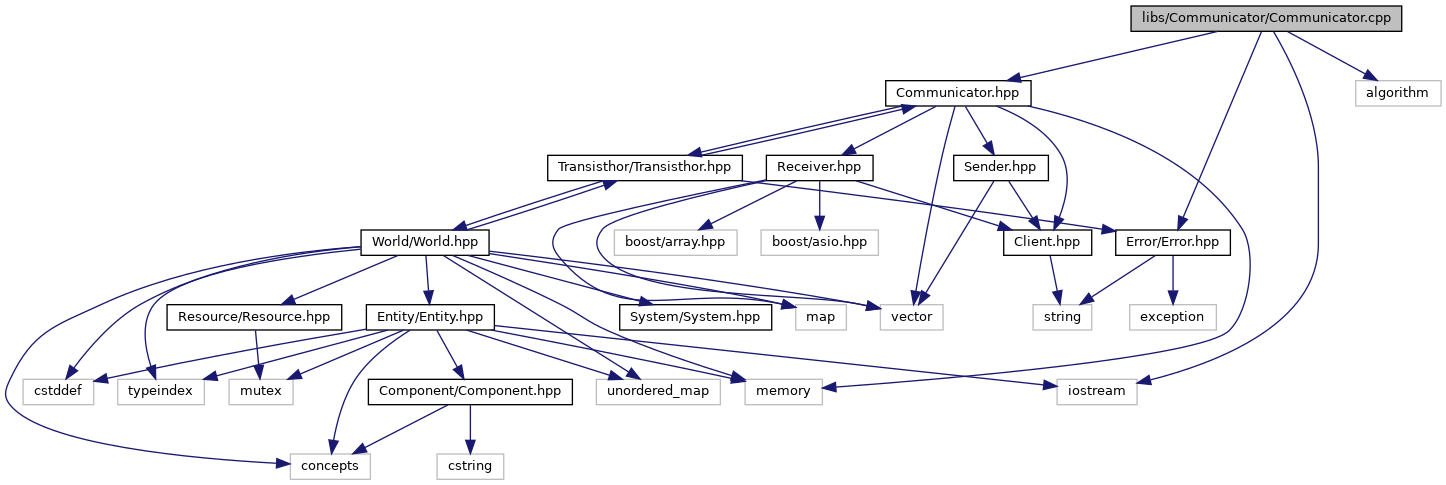 libs/Communicator/Communicator.cpp
Communicator.hpp
algorithm
Transisthor/Transisthor.hpp
Receiver.hpp
Sender.hpp
World/World.hpp
boost/array.hpp
boost/asio.hpp
Client.hpp
Error/Error.hpp
Resource/Resource.hpp
Entity/Entity.hpp
System/System.hpp
map
vector
string
exception
cstddef
typeindex
mutex
Component/Component.hpp
unordered_map
memory
iostream
concepts
cstring